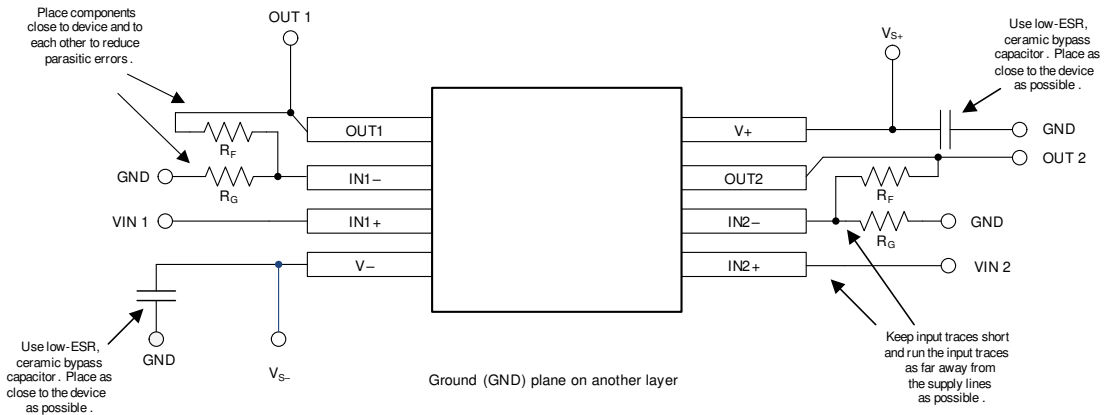 Place components
close to device and to
each other to reduce
parasitic errors .
OUT 1
VS+
Use low-ESR,
ceramic bypass
capacitor . Place as
close to the device
as possible .
OUT1
V+
GND
RF
OUT 2
GND
IN1−
OUT2
RF
RG
VIN 1
IN1+
IN2−
GND
RG
V−
IN2+
VIN 2
Use low-ESR,
ceramic bypass
capacitor . Place as
close to the device
as possible .
GND
VS−
Ground (GND) plane on another layer
Keep input traces short
and run the input traces
as far away from
the supply lines
as possible .